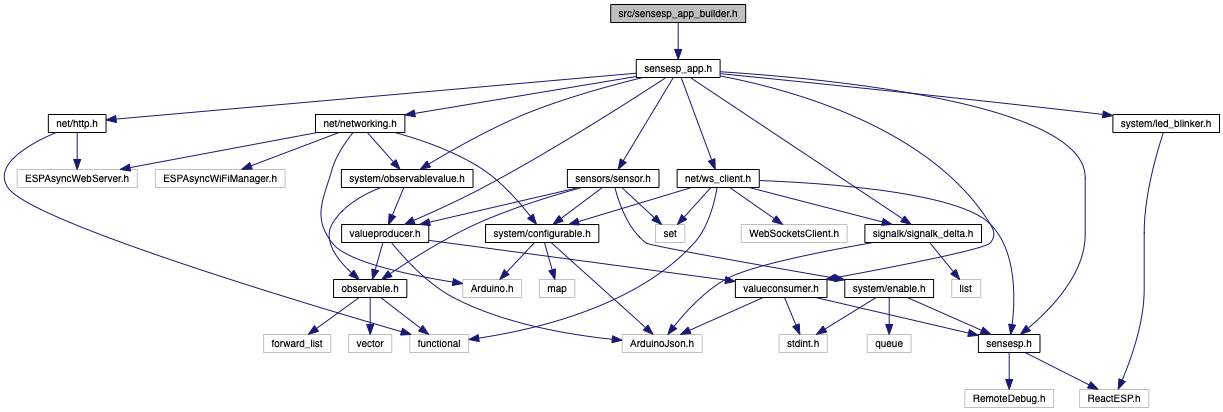 src/sensesp_app_builder.h
sensesp_app.h
net/http.h
net/networking.h
system/led_blinker.h
ESPAsyncWebServer.h
ESPAsyncWiFiManager.h
system/observablevalue.h
sensors/sensor.h
net/ws_client.h
valueproducer.h
system/configurable.h
set
WebSocketsClient.h
signalk/signalk_delta.h
observable.h
Arduino.h
map
valueconsumer.h
system/enable.h
list
forward_list
vector
functional
ArduinoJson.h
stdint.h
queue
sensesp.h
RemoteDebug.h
ReactESP.h